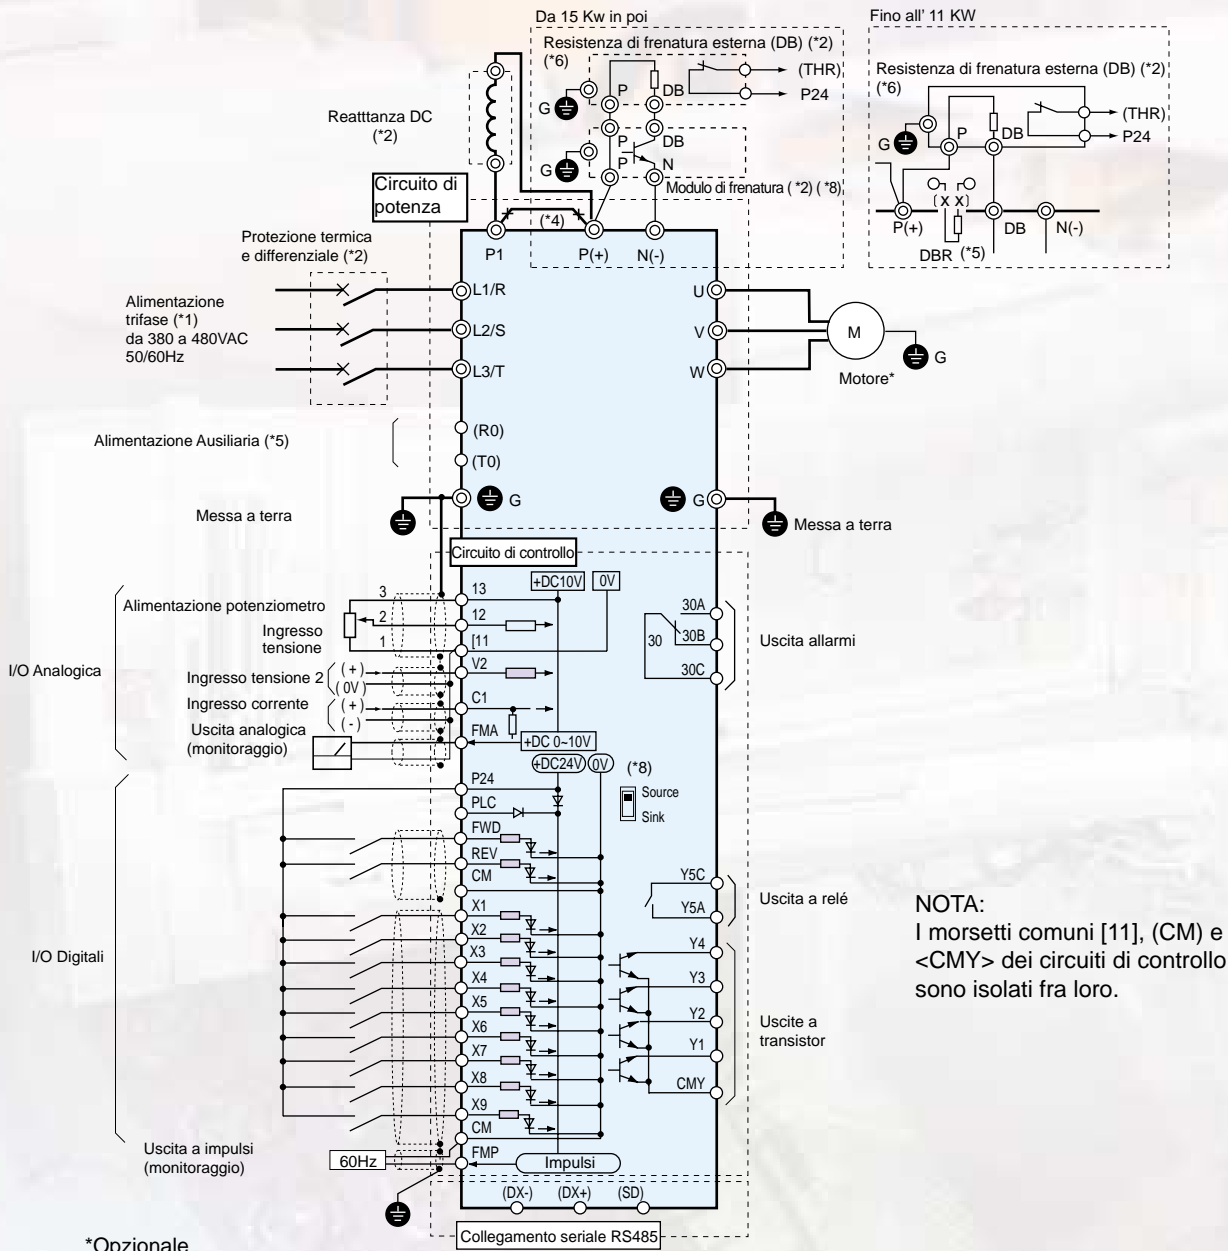 Da 15 Kw in poi
Resistenza di frenatura esterna (DB) (*2)
(*6)
P
DB
(THR)
P24
G
P
DB
P
N
G
Modulo di frenatura ( *2) ( *8)
Fino all' 11 KW
Resistenza di frenatura esterna (DB) (*2)
(*6)
(THR)
P24
P
DB
G
P(+)
DB
N(-)
DBR
(*5)
Reatttanza DC
(*2)
Circuito di
potenza
(*4)
P1
P(+)
N(-)
Protezione termica
e differenziale (*2)
Alimentazione
trifase (*1)
da 380 a 480VAC
50/60Hz
L1/R
L2/S
L3/T
U
V
W
M
G
Motore*
Alimentazione Ausiliaria (*5)
(R0)
(T0)
G
G
Messa a terra
Messa a terra
Circuito di controllo
I/O Analogica
Alimentazione potenziometro
Ingresso
tensione
3
2
1
13
12
[11
+DC10V
0V
Ingresso tensione 2
(+)
(0V)
V2
Ingresso corrente
(+)
(-)
C1
Uscita analogica
(monitoraggio)
FMA
+DC 0~10V
30
30A
30B
30C
Uscita allarmi
+DC24V
0V
(*8)
Source
Sink
I/O Digitali
P24
PLC
FWD
REV
CM
X1
X2
X3
X4
X5
X6
X7
X8
X9
CM
FMP
Y5C
Y5A
Uscita a relé
Y4
Y3
Y2
Y1
CMY
Uscite a
transistor
NOTA:
I morsetti comuni [11], (CM) e
<CMY> dei circuiti di controllo
sono isolati fra loro.
Uscita a impulsi
(monitoraggio)
60Hz
Impulsi
(DX-)
(DX+)
(SD)
Collegamento seriale RS485
*Opzionale